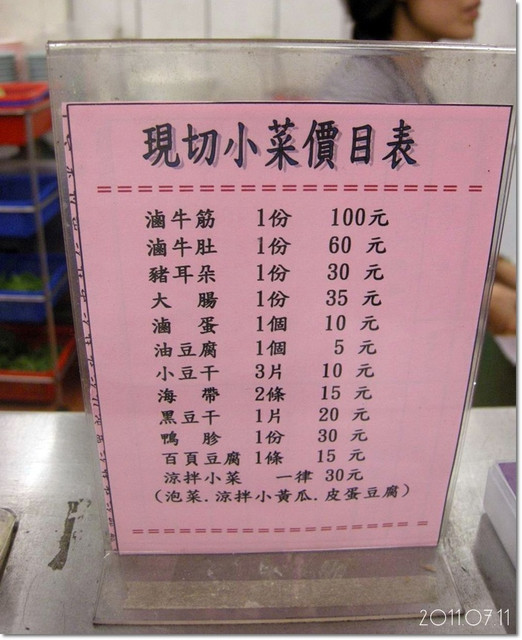 現切小菜價目表
滷牛筋 1份 100元
滷牛肚 1份 60元
豬耳朵 1份 30元
大腸 1份 35元
滷蛋 1個 10元
油豆腐 1個 5元
小豆干 3片 10元
海帶 2條 15元
黑豆干 1片 20元
鴨胗 1份 30元
百頁豆腐 1條 15元
涼拌小菜 一律30元
(泡菜.涼拌小黃瓜.皮蛋豆腐)
2011.07.11